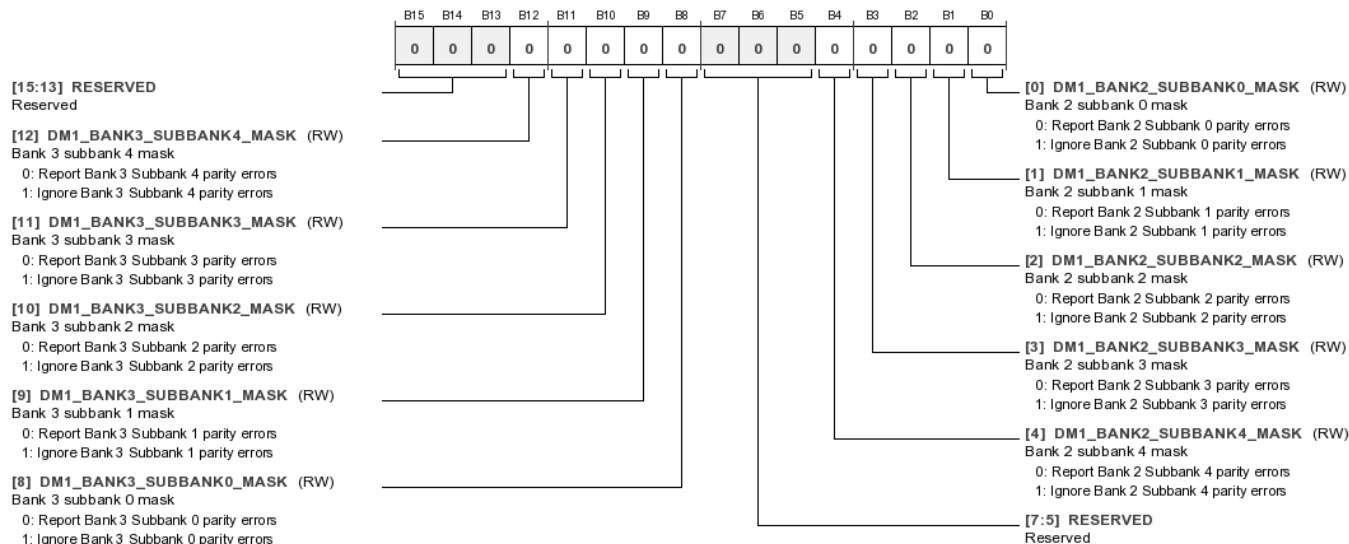 B15 B14 B13 B12 B11 B10 B9 B8 B7 B6 B5 B4 B3 B2 B1 B0
0 0 0 0 0 0 0 0 0 0 0 0 0 0 0 0
[15:13] RESERVED
Reserved
[12] DM1_BANK3_SUBBANK4_MASK (RW)
Bank 3 subbank 4 mask
0: Report Bank 3 Subbank 4 parity errors
1: Ignore Bank 3 Subbank 4 parity errors
[11] DM1_BANK3_SUBBANK3_MASK (RW)
Bank 3 subbank 3 mask
0: Report Bank 3 Subbank 3 parity errors
1: Ignore Bank 3 Subbank 3 parity errors
[10] DM1_BANK3_SUBBANK2_MASK (RW)
Bank 3 subbank 2 mask
0: Report Bank 3 Subbank 2 parity errors
1: Ignore Bank 3 Subbank 2 parity errors
[9] DM1_BANK3_SUBBANK1_MASK (RW)
Bank 3 subbank 1 mask
0: Report Bank 3 Subbank 1 parity errors
1: Ignore Bank 3 Subbank 1 parity errors
[8] DM1_BANK3_SUBBANK0_MASK (RW)
Bank 3 subbank 0 mask
0: Report Bank 3 Subbank 0 parity errors
1: Ignore Bank 3 Subbank 0 parity errors
[0] DM1_BANK2_SUBBANK0_MASK (RW)
Bank 2 subbank 0 mask
0: Report Bank 2 Subbank 0 parity errors
1: Ignore Bank 2 Subbank 0 parity errors
[1] DM1_BANK2_SUBBANK1_MASK (RW)
Bank 2 subbank 1 mask
0: Report Bank 2 Subbank 1 parity errors
1: Ignore Bank 2 Subbank 1 parity errors
[2] DM1_BANK2_SUBBANK2_MASK (RW)
Bank 2 subbank 2 mask
0: Report Bank 2 Subbank 2 parity errors
1: Ignore Bank 2 Subbank 2 parity errors
[3] DM1_BANK2_SUBBANK3_MASK (RW)
Bank 2 subbank 3 mask
0: Report Bank 2 Subbank 3 parity errors
1: Ignore Bank 2 Subbank 3 parity errors
[4] DM1_BANK2_SUBBANK4_MASK (RW)
Bank 2 subbank 4 mask
0: Report Bank 2 Subbank 4 parity errors
1: Ignore Bank 2 Subbank 4 parity errors
[7:5] RESERVED
Reserved